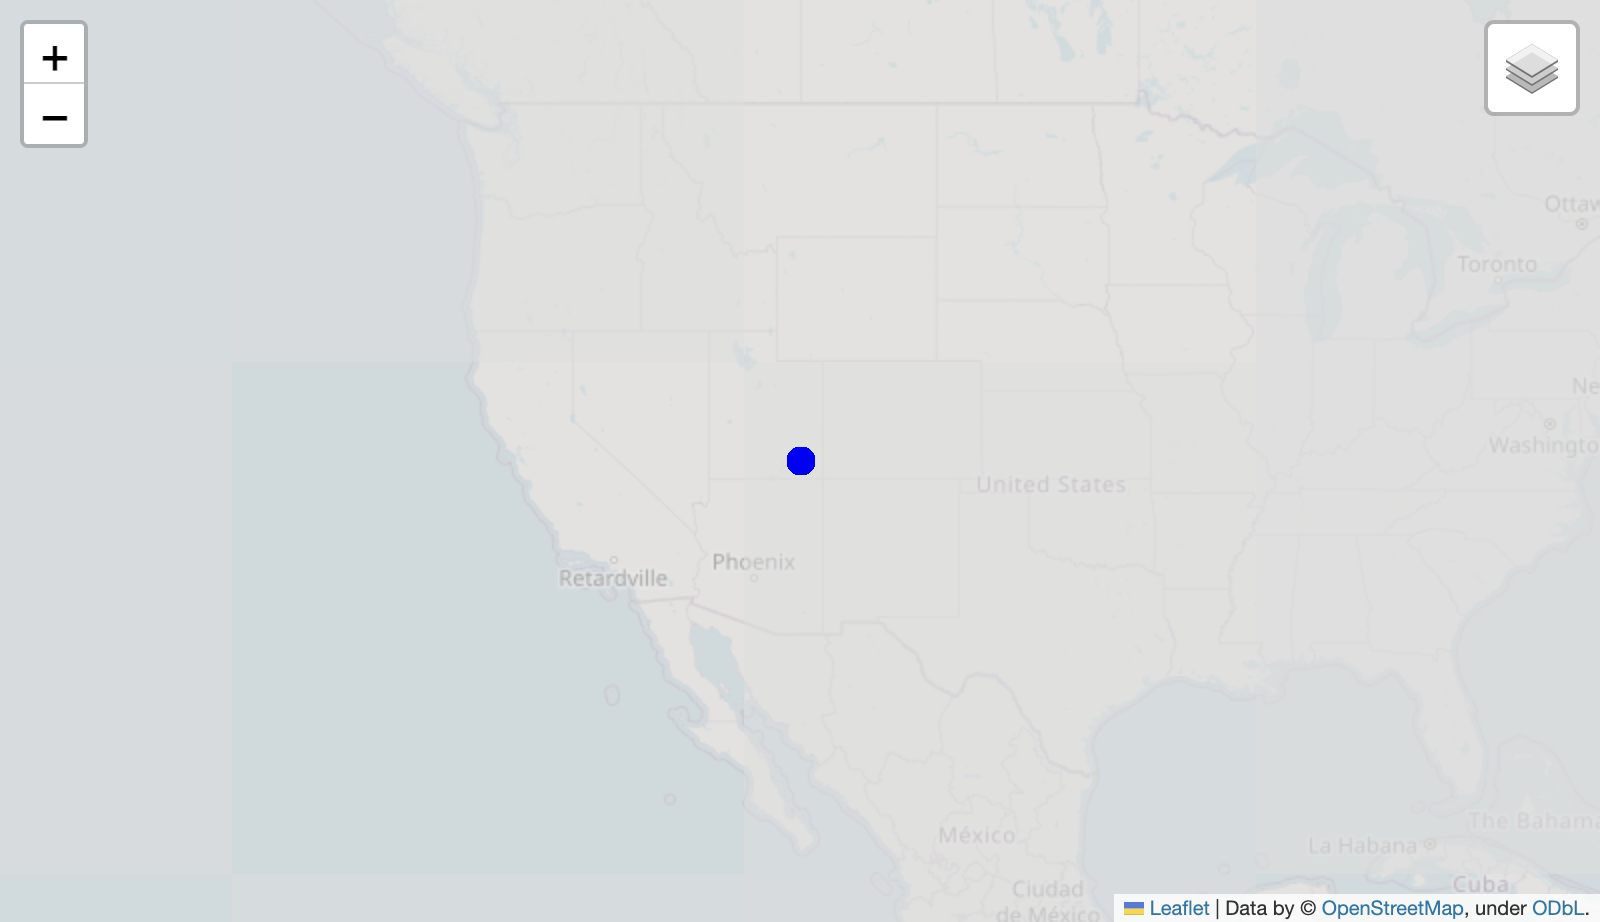 +
−
Ottaw
Toronto
Ne
Washingto
United States
Phoenix
Retardville
México
The Bahama
La Habana
Cuba
Ciudad
de México
Leaflet | Data by © OpenStreetMap, under ODbL.